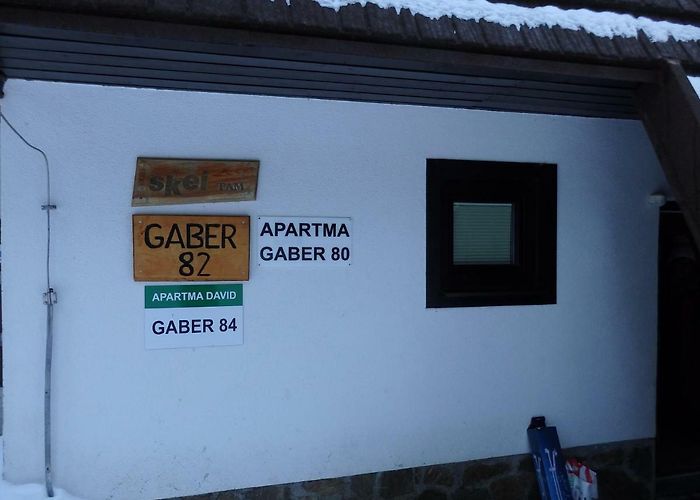 skei
GABER
82
APARTMA
GABER 80
APARTMA DAVID
GABER 84